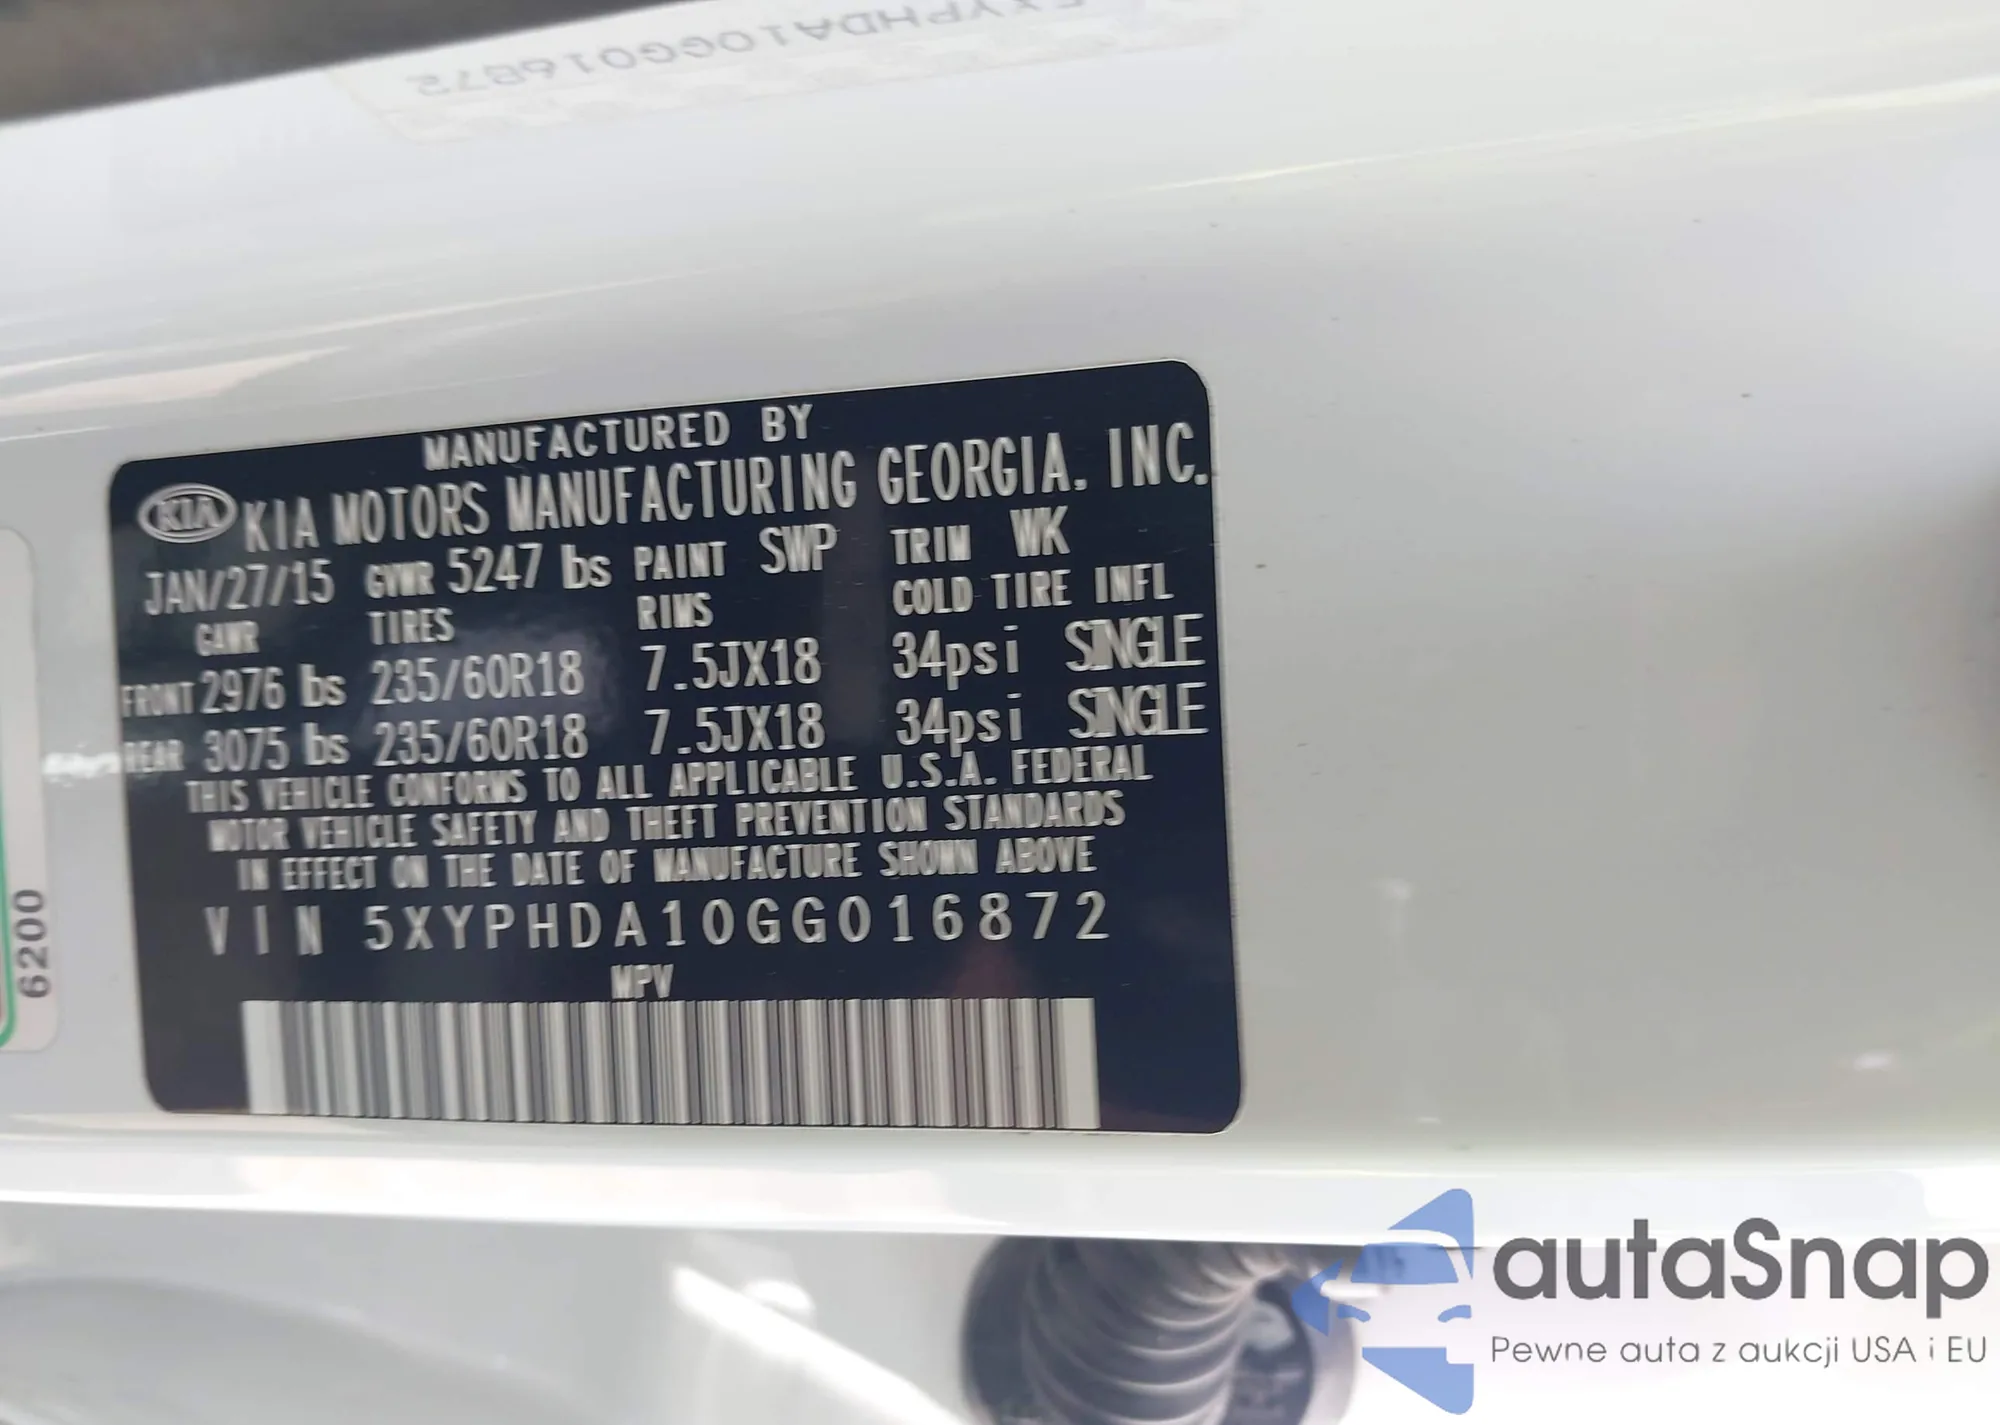 5XYPHDA10GG016872
MANUFACTURED BY
KIA KIA MOTORS MANUFACTURING GEORGIA. INC.
JAN/27/15 GVWR 5247 lbs PAINT SWP TRIM WK
GAWR TIRES RIMS COLD TIRE INFL
FRONT 2976 lbs 235/60R18 7.5JX18 34psi SINGLE
REAR 3075 lbs 235/60R18 7.5JX18 34psi SINGLE
THIS VEHICLE CONFORMS TO ALL APPLICABLE U.S.A. FEDERAL
MOTOR VEHICLE SAFETY AND THEFT PREVENTION STANDARDS
IN EFFECT ON THE DATE OF MANUFACTURE SHOWN ABOVE
VIN 5XYPHDA10GG016872
MPV
6200
autaSnap
Pewne auta z aukcji USA i EU